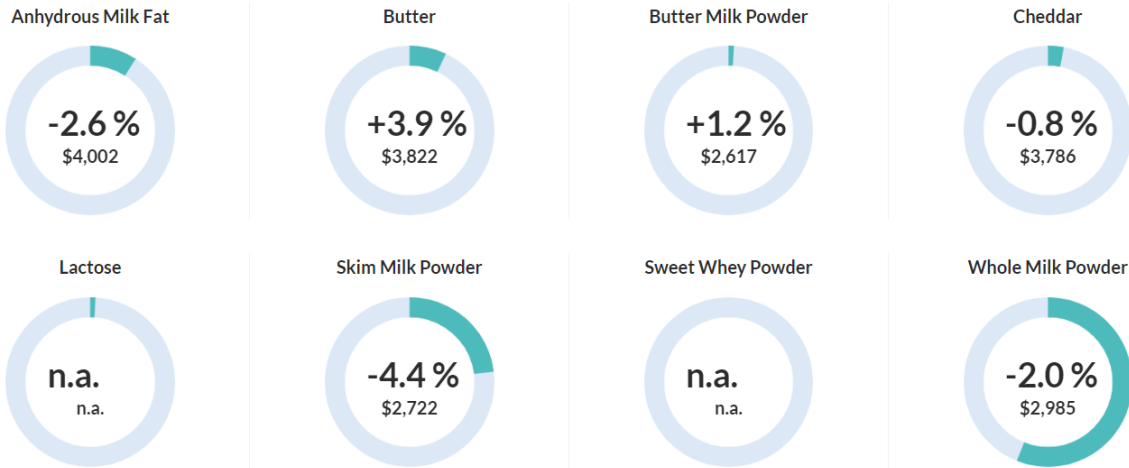 Anhydrous Milk Fat
-2.6 %
$4,002
Butter
+3.9 %
$3,822
Butter Milk Powder
+1.2 %
$2,617
Cheddar
-0.8 %
$3,786
Lactose
n.a.
n.a.
Skim Milk Powder
-4.4 %
$2,722
Sweet Whey Powder
n.a.
n.a.
Whole Milk Powder
-2.0 %
$2,985